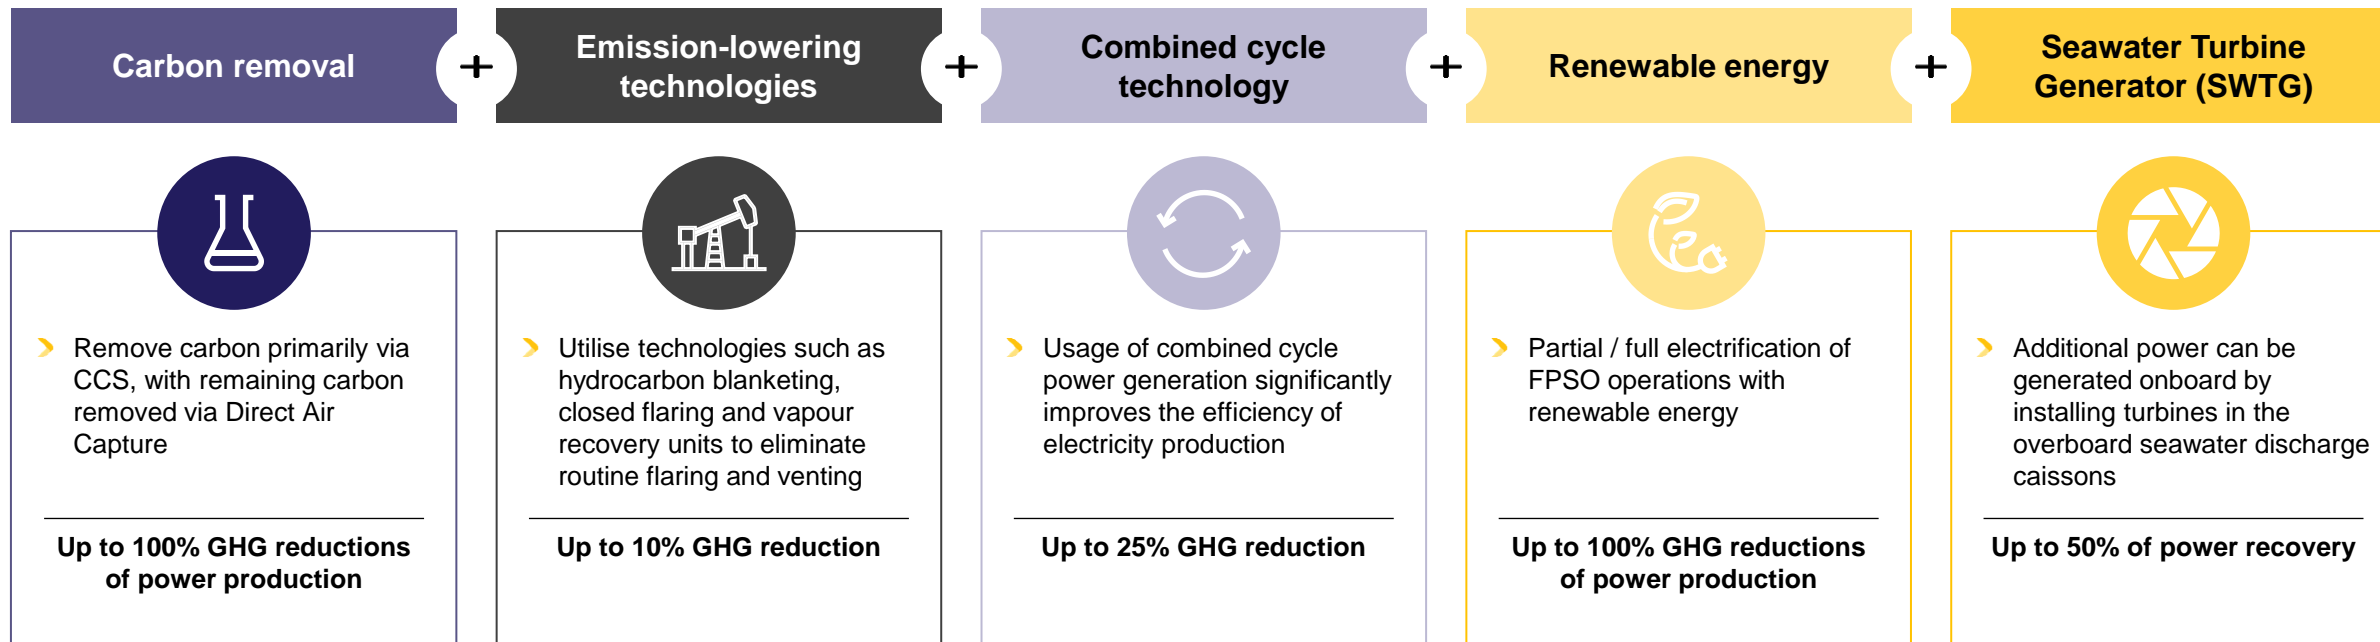 Carbon removal
+
Emission-lowering
technologies
+
Combined cycle
technology
+
Renewable energy
+
Seawater Turbine
Generator (SWTG)
Remove carbon primarily via
CCS, with remaining carbon
removed via Direct Air
Capture
Up to 100% GHG reductions
of power production
Utilise technologies such as
hydrocarbon blanketing,
closed flaring and vapour
recovery units to eliminate
routine flaring and venting
Up to 10% GHG reduction
Usage of combined cycle
power generation significantly
improves the efficiency of
electricity production
Up to 25% GHG reduction
Partial / full electrification of
FPSO operations with
renewable energy
Up to 100% GHG reductions
of power production
Additional power can be
generated onboard by
installing turbines in the
overboard seawater discharge
caissons
Up to 50% of power recovery